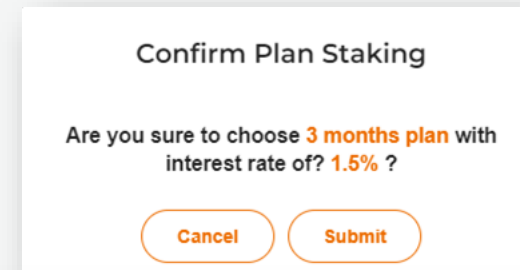 Confirm Plan Staking
Are you sure to choose 3 months plan with
interest rate of? 1.5% ?
Cancel
Submit